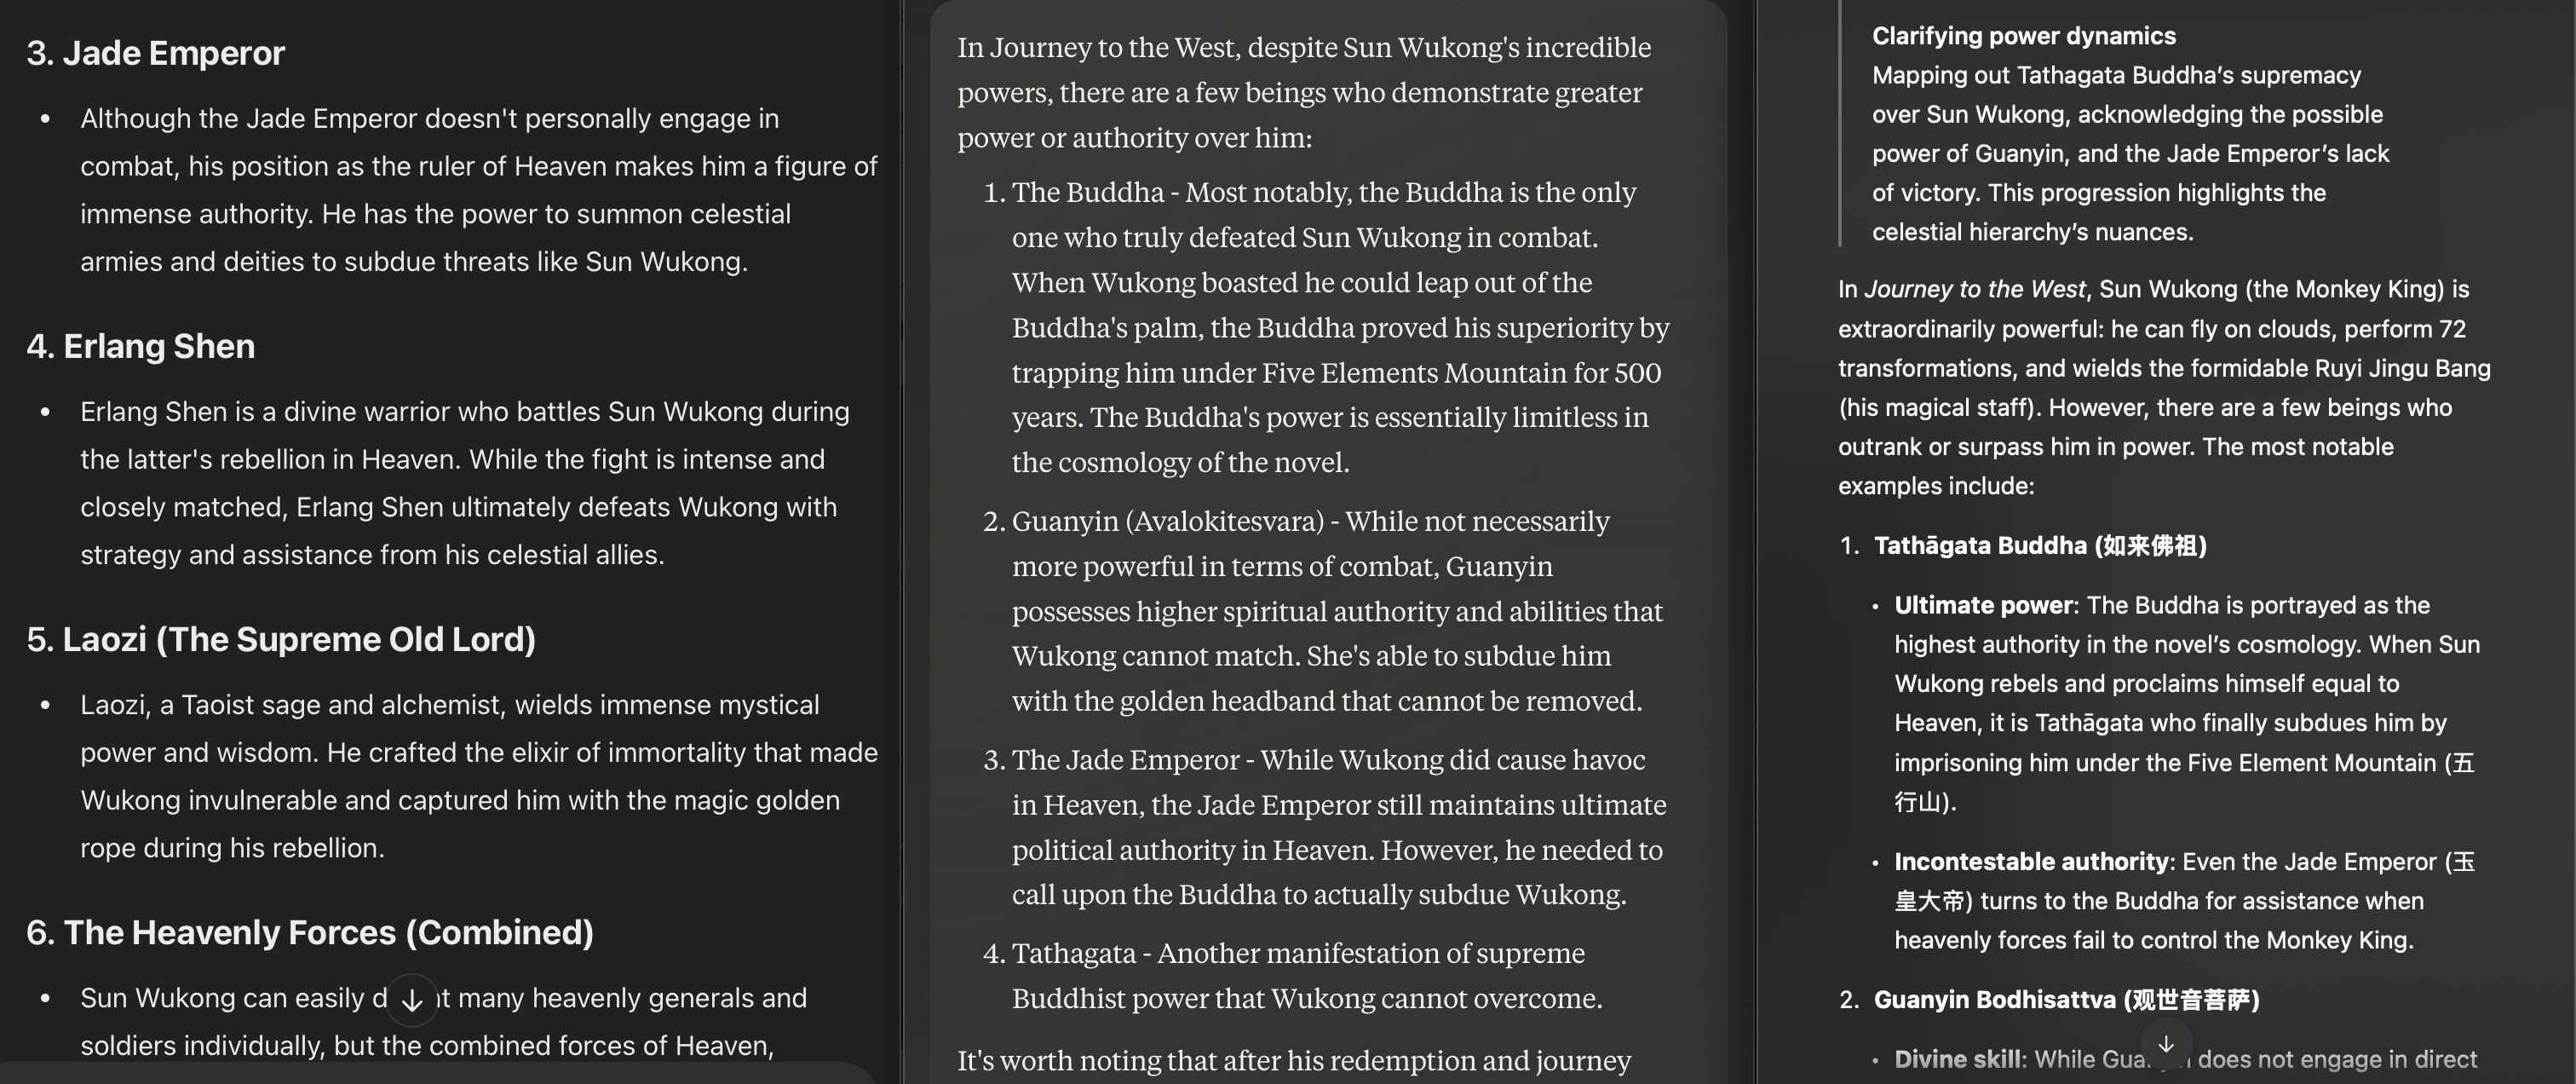 3. Jade Emperor
• Although the Jade Emperor doesn't personally engage in
combat, his position as the ruler of Heaven makes him a figure of
immense authority. He has the power to summon celestial
armies and deities to subdue threats like Sun Wukong.
4. Erlang Shen
• Erlang Shen is a divine warrior who battles Sun Wukong during
the latter's rebellion in Heaven. While the fight is intense and
closely matched, Erlang Shen ultimately defeats Wukong with
strategy and assistance from his celestial allies.
5. Laozi (The Supreme Old Lord)
• Laozi, a Taoist sage and alchemist, wields immense mystical
power and wisdom. He crafted the elixir of immortality that made
Wukong invulnerable and captured him with the magic golden
rope during his rebellion.
6. The Heavenly Forces (Combined)
• Sun Wukong can easily many heavenly generals and
soldiers individually, but the combined forces of Heaven,
In Journey to the West, despite Sun Wukong's incredible
powers, there are a few beings who demonstrate greater
power or authority over him:
1. The Buddha - Most notably, the Buddha is the only
one who truly defeated Sun Wukong in combat.
When Wukong boasted he could leap out of the
Buddha's palm, the Buddha proved his superiority by
trapping him under Five Elements Mountain for 500
years. The Buddha's power is essentially limitless in
the cosmology of the novel.
2. Guanyin (Avalokitesvara) - While not necessarily
more powerful in terms of combat, Guanyin
possesses higher spiritual authority and abilities that
Wukong cannot match. She's able to subdue him
with the golden headband that cannot be removed.
3. The Jade Emperor - While Wukong did cause havoc
in Heaven, the Jade Emperor still maintains ultimate
political authority in Heaven. However, he needed to
call upon the Buddha to actually subdue Wukong.
4. Tathagata - Another manifestation of supreme
Buddhist power that Wukong cannot overcome.
It's worth noting that after his redemption and journey
Clarifying power dynamics
Mapping out Tathagata Buddha's supremacy
over Sun Wukong, acknowledging the possible
power of Guanyin, and the Jade Emperor's lack
of victory. This progression highlights the
celestial hierarchy's nuances.
In Journey to the West, Sun Wukong (the Monkey King) is
extraordinarily powerful: he can fly on clouds, perform 72
transformations, and wields the formidable Ruyi Jingu Bang
(his magical staff). However, there are a few beings who
outrank or surpass him in power. The most notable
examples include:
1. Tathāgata Buddha (如来佛祖)
• Ultimate power: The Buddha is portrayed as the
highest authority in the novel's cosmology. When Sun
Wukong rebels and proclaims himself equal to
Heaven, it is Tathāgata who finally subdues him by
imprisoning him under the Five Element Mountain (五
行山).
• Incontestable authority: Even the Jade Emperor (玉
皇大帝) turns to the Buddha for assistance when
heavenly forces fail to control the Monkey King.
2. Guanyin Bodhisattva (观世音菩萨)
• Divine skill: While does not engage in direct